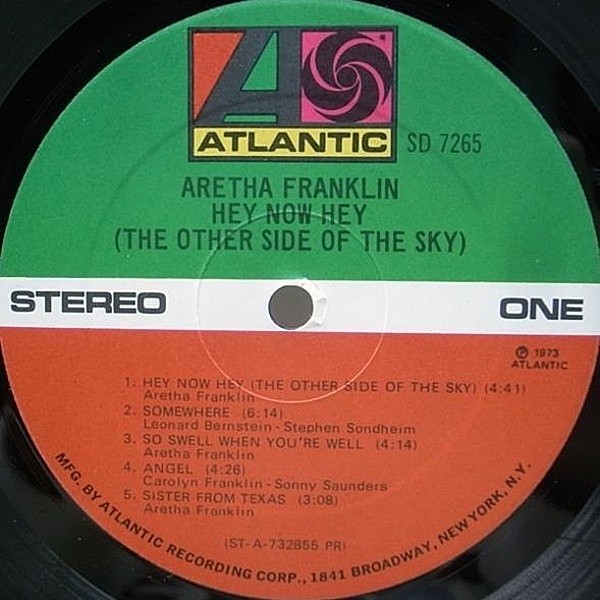 ATLANTIC
SD 7265
ARETHA FRANKLIN
HEY NOW HEY
(THE OTHER SIDE OF THE SKY)
STEREO
ONE
Ⓟ 1973
ATLANTIC
1. HEY NOW HEY (THE OTHER SIDE OF THE SKY) (4:41)
Aretha Franklin
2. SOMEWHERE (6:14)
Leonard Bernstein - Stephen Sondheim
3. SO SWELL WHEN YOU'RE WELL (4:14)
Aretha Franklin
4. ANGEL (4:26)
Carolyn Franklin - Sonny Saunders
5. SISTER FROM TEXAS (3:08)
Aretha Franklin
(ST-A-732855 PR)
MFG. BY ATLANTIC RECORDING CORP., 1841 BROADWAY, NEW YORK, N.Y.